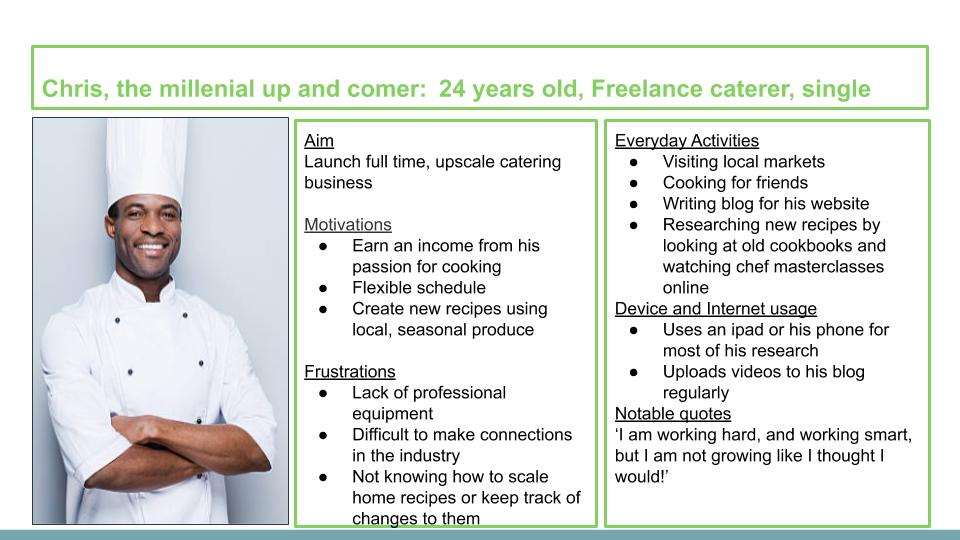 Chris, the millenial up and comer:  24 years old, Freelance caterer, single
Aim
Launch full time, upscale catering
business
Motivations
● Earn an income from his
passion for cooking
● Flexible schedule
● Create new recipes using
local, seasonal produce
Frustrations
● Lack of professional
equipment
● Difficult to make connections
in the industry
● Not knowing how to scale
home recipes or keep track of
changes to them
Everyday Activities
● Visiting local markets
● Cooking for friends
● Writing blog for his website
● Researching new recipes by
looking at old cookbooks and
watching chef masterclasses
online
Device and Internet usage
● Uses an ipad or his phone for
most of his research
● Uploads videos to his blog
regularly
Notable quotes
‘I am working hard, and working smart,
but I am not growing like I thought I
would!’